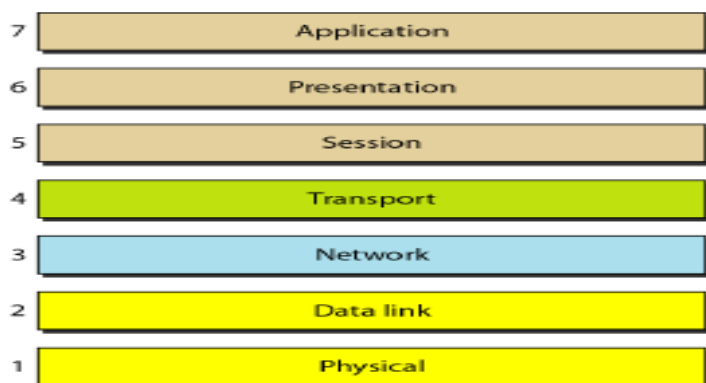 7 Application
6 Presentation
5 Session
4 Transport
3 Network
2 Data link
1 Physical